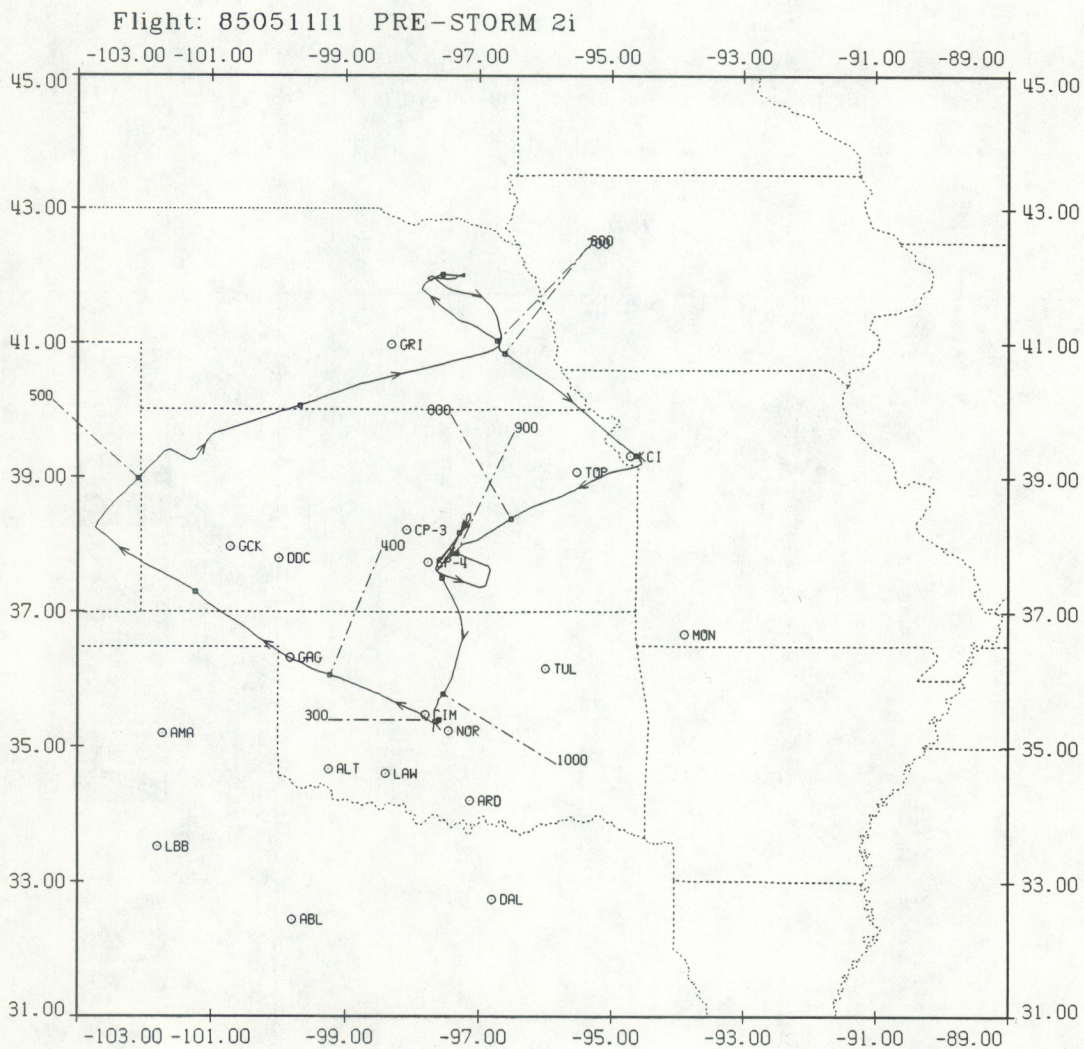 Flight: 850511I1 PRE-STORM 2i
-103.00 -101.00 -99.00 -97.00 -95.00 -93.00 -91.00 -89.00
45.00 45.00
43.00 43.00
800
GRI
41.00 41.00
500
800
900
KCI
39.00 39.00
TOP
CP-3
400
GCK
DDC
CP-4
37.00 37.00
MON
GAG
TUL
300
CIM
AMA
NOR
35.00 35.00
1000
ALT
LAW
ARD
LBB
33.00 33.00
DAL
ABL
31.00 31.00
-103.00 -101.00 -99.00 -97.00 -95.00 -93.00 -91.00 -89.00